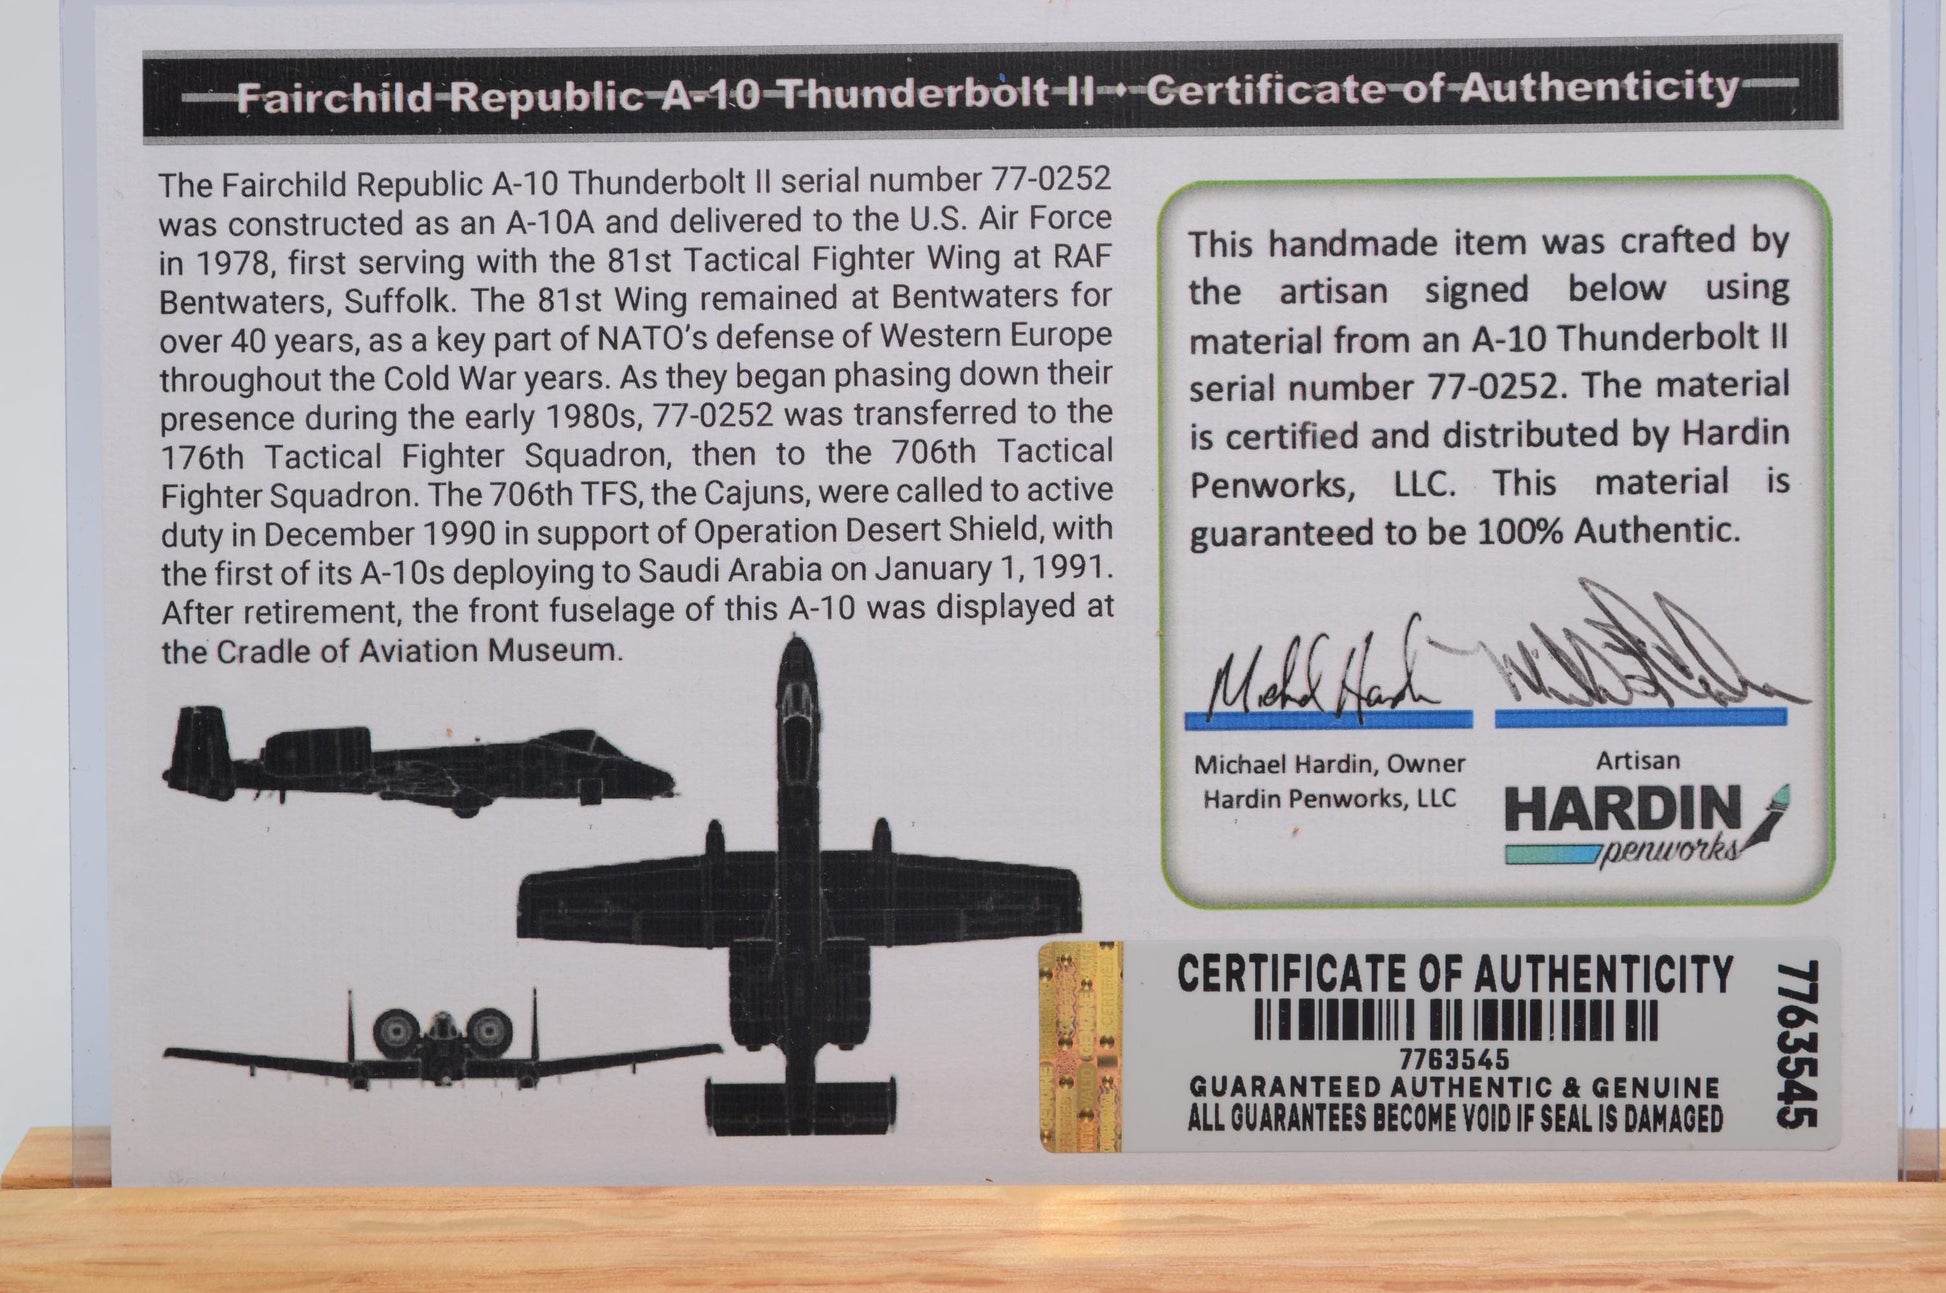 Fairchild Republic A-10 Thunderbolt II • Certificate of Authenticity
The Fairchild Republic A-10 Thunderbolt II serial number 77-0252
was constructed as an A-10A and delivered to the U.S. Air Force
in 1978, first serving with the 81st Tactical Fighter Wing at RAF
Bentwaters, Suffolk. The 81st Wing remained at Bentwaters for
over 40 years, as a key part of NATO's defense of Western Europe
throughout the Cold War years. As they began phasing down their
presence during the early 1980s, 77-0252 was transferred to the
176th Tactical Fighter Squadron, then to the 706th Tactical
Fighter Squadron. The 706th TFS, the Cajuns, were called to active
duty in December 1990 in support of Operation Desert Shield, with
the first of its A-10s deploying to Saudi Arabia on January 1, 1991.
After retirement, the front fuselage of this A-10 was displayed at
the Cradle of Aviation Museum.
This handmade item was crafted by
the artisan signed below using
material from an A-10 Thunderbolt II
serial number 77-0252. The material
is certified and distributed by Hardin
Penworks, LLC. This material is
guaranteed to be 100% Authentic.
Michael Hardin
Michael Hardin, Owner
Hardin Penworks, LLC
Artisan
HARDIN
penworks
CERTIFICATE OF AUTHENTICITY
7763545
GUARANTEED AUTHENTIC & GENUINE
ALL GUARANTEES BECOME VOID IF SEAL IS DAMAGED
7763545